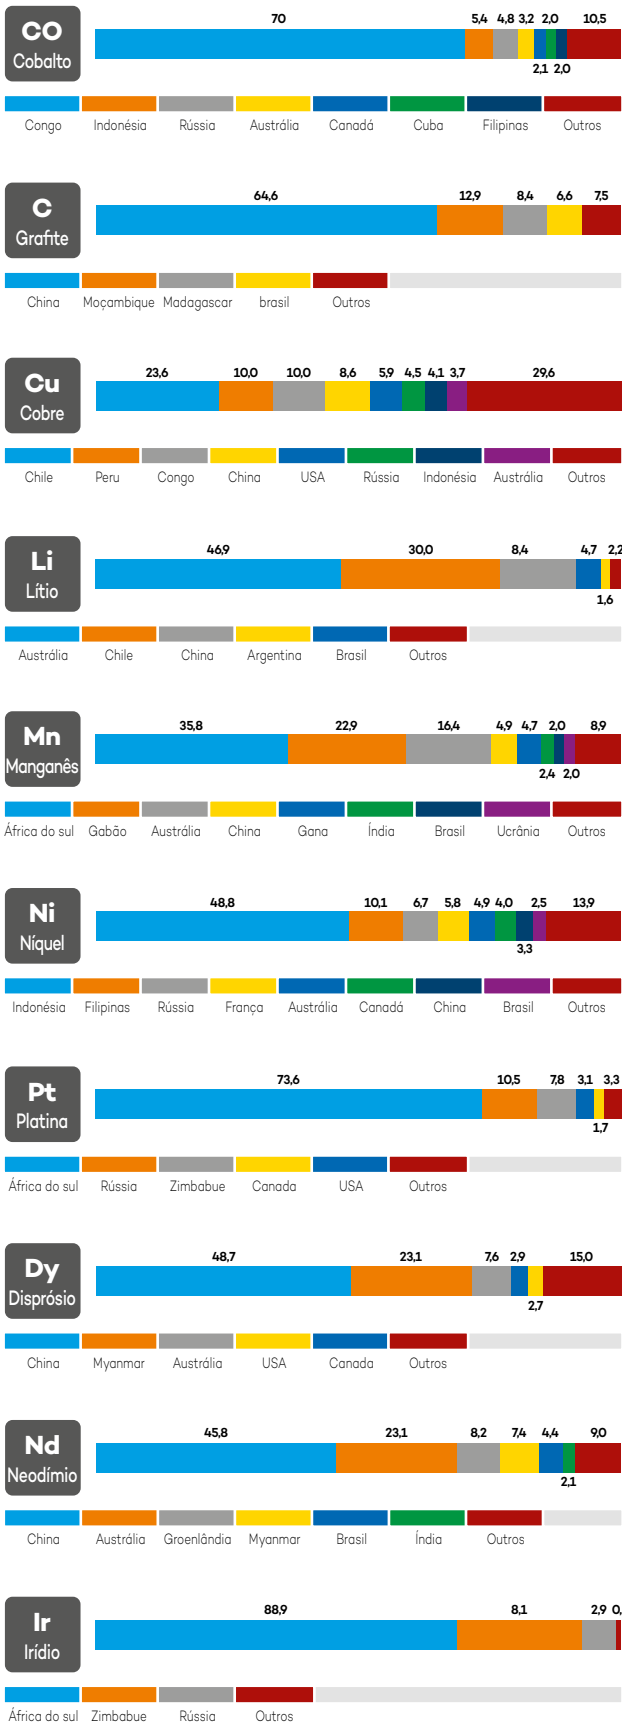 CO
Cobalto
70 5,4 4,8 3,2 2,0 10,5
2,1 2,0
Congo Indonésia Rússia Austrália Canadá Cuba Filipinas Outros
C
Grafite
64,6 12,9 8,4 6,6 7,5
China Moçambique Madagascar brasil Outros
Cu
Cobre
23,6 10,0 10,0 8,6 5,9 4,5 4,1 3,7 29,6
Chile Peru Congo China USA Rússia Indonésia Austrália Outros
Li
Lítio
46,9 30,0 8,4 4,7 2,2
1,6
Austrália Chile China Argentina Brasil Outros
Mn
Manganês
35,8 22,9 16,4 4,9 4,7 2,0 8,9
2,4 2,0
África do sul Gabão Austrália China Gana Índia Brasil Ucrânia Outros
Ni
Níquel
48,8 10,1 6,7 5,8 4,9 4,0 2,5 13,9
3,3
Indonésia Filipinas Rússia França Austrália Canadá China Brasil Outros
Pt
Platina
73,6 10,5 7,8 3,1 3,3
1,7
África do sul Rússia Zimbabue Canada USA Outros
Dy
Disprósio
48,7 23,1 7,6 2,9 15,0
2,7
China Myanmar Austrália USA Canada Outros
Nd
Neodímio
45,8 23,1 8,2 7,4 4,4 9,0
2,1
China Austrália Groenlândia Myanmar Brasil Índia Outros
Ir
Irídio
88,9 8,1 2,9 0,
África do sul Zimbabue Rússia Outros